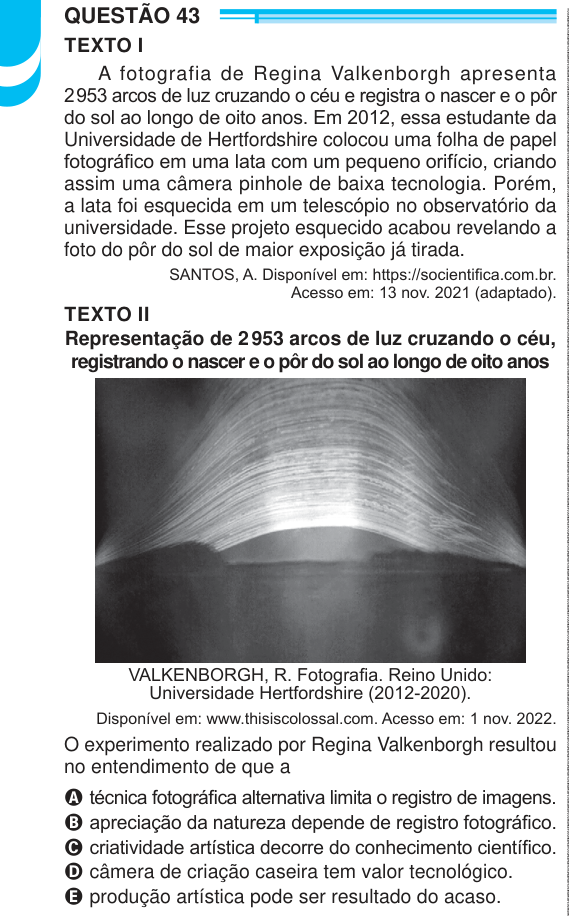 QUESTÃO 43
TEXTO I
A fotografia de Regina Valkenborgh apresenta
2 953 arcos de luz cruzando o céu e registra o nascer e o pôr
do sol ao longo de oito anos. Em 2012, essa estudante da
Universidade de Hertfordshire colocou uma folha de papel
fotográfico em uma lata com um pequeno orifício, criando
assim uma câmera pinhole de baixa tecnologia. Porém,
a lata foi esquecida em um telescópio no observatório da
universidade. Esse projeto esquecido acabou revelando a
foto do pôr do sol de maior exposição já tirada.
SANTOS, A. Disponível em: https://socientifica.com.br.
Acesso em: 13 nov. 2021 (adaptado).
TEXTO II
Representação de 2 953 arcos de luz cruzando o céu,
registrando o nascer e o pôr do sol ao longo de oito anos
VALKENBORGH, R. Fotografia. Reino Unido:
Universidade Hertfordshire (2012-2020).
Disponível em: www.thisiscolossal.com. Acesso em: 1 nov. 2022.
O experimento realizado por Regina Valkenborgh resultou
no entendimento de que a
A técnica fotográfica alternativa limita o registro de imagens.
B apreciação da natureza depende de registro fotográfico.
C criatividade artística decorre do conhecimento científico.
D câmera de criação caseira tem valor tecnológico.
E produção artística pode ser resultado do acaso.